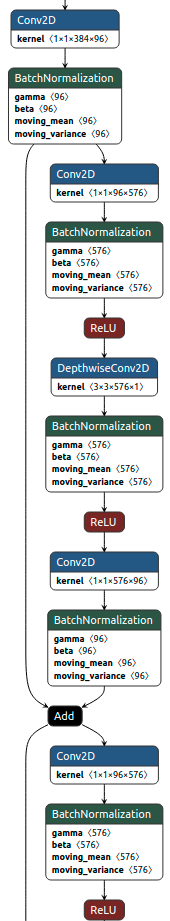 Conv2D
kernel 〈1×1×384×96〉
BatchNormalization
gamma 〈96〉
beta 〈96〉
moving_mean 〈96〉
moving_variance 〈96〉
Conv2D
kernel 〈1×1×96×576〉
BatchNormalization
gamma 〈576〉
beta 〈576〉
moving_mean 〈576〉
moving_variance 〈576〉
ReLU
DepthwiseConv2D
kernel 〈3×3×576×1〉
BatchNormalization
gamma 〈576〉
beta 〈576〉
moving_mean 〈576〉
moving_variance 〈576〉
ReLU
Conv2D
kernel 〈1×1×576×96〉
BatchNormalization
gamma 〈96〉
beta 〈96〉
moving_mean 〈96〉
moving_variance 〈96〉
Add
Conv2D
kernel 〈1×1×96×576〉
BatchNormalization
gamma 〈576〉
beta 〈576〉
moving_mean 〈576〉
moving_variance 〈576〉
ReLU